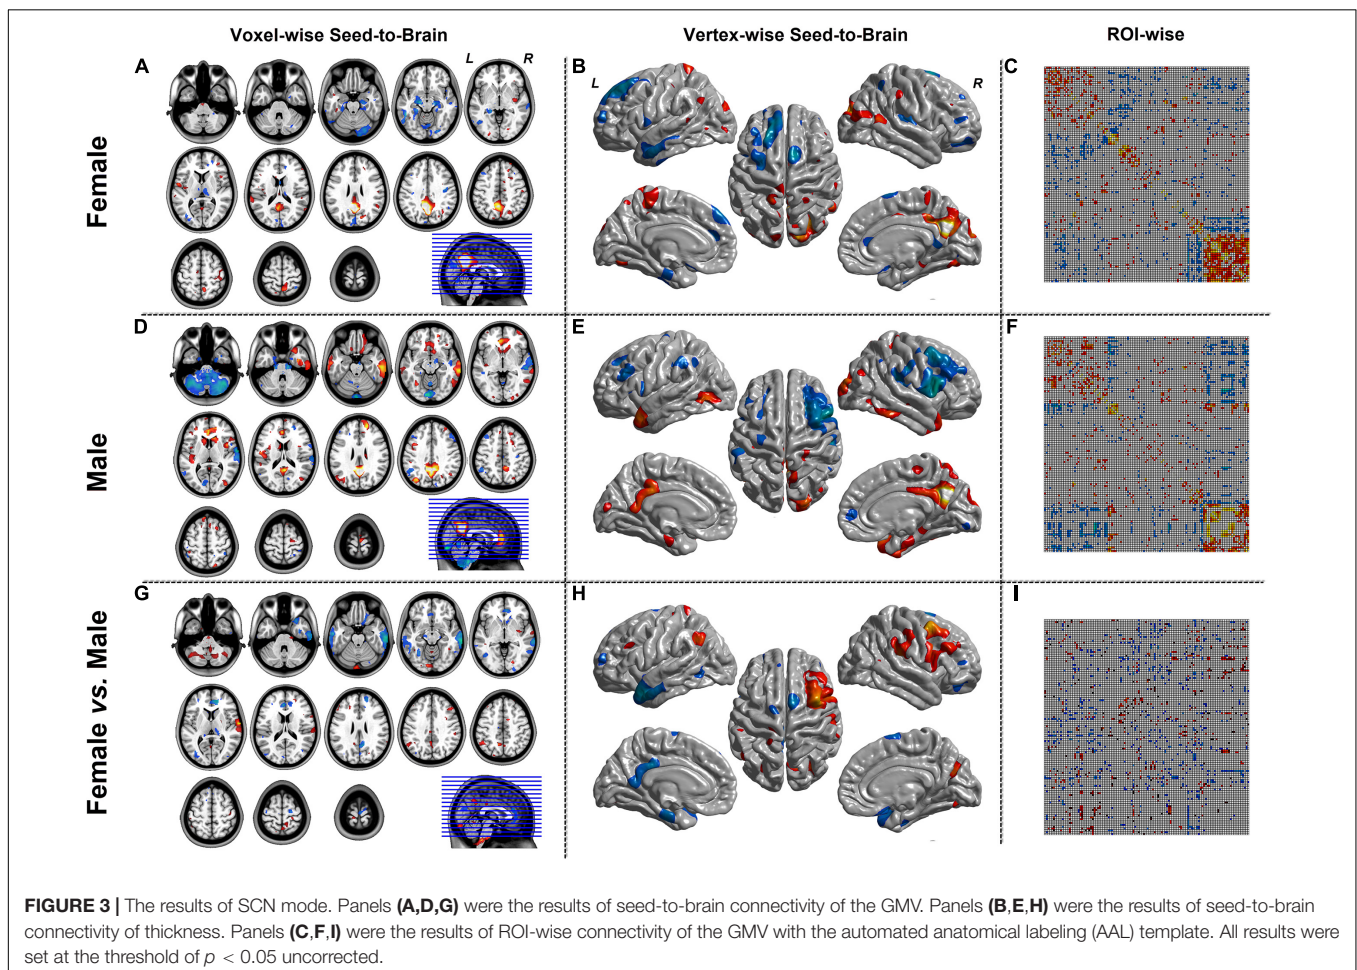 Voxel-wise Seed-to-Brain
Vertex-wise Seed-to-Brain
ROI-wise
Female
A
L
R
B
L
R
C
Male
D
E
F
Female vs. Male
G
H
I
FIGURE 3 | The results of SCN mode. Panels (A,D,G) were the results of seed-to-brain connectivity of the GMV. Panels (B,E,H) were the results of seed-to-brain
connectivity of thickness. Panels (C,F,I) were the results of ROI-wise connectivity of the GMV with the automated anatomical labeling (AAL) template. All results were
set at the threshold of p < 0.05 uncorrected.